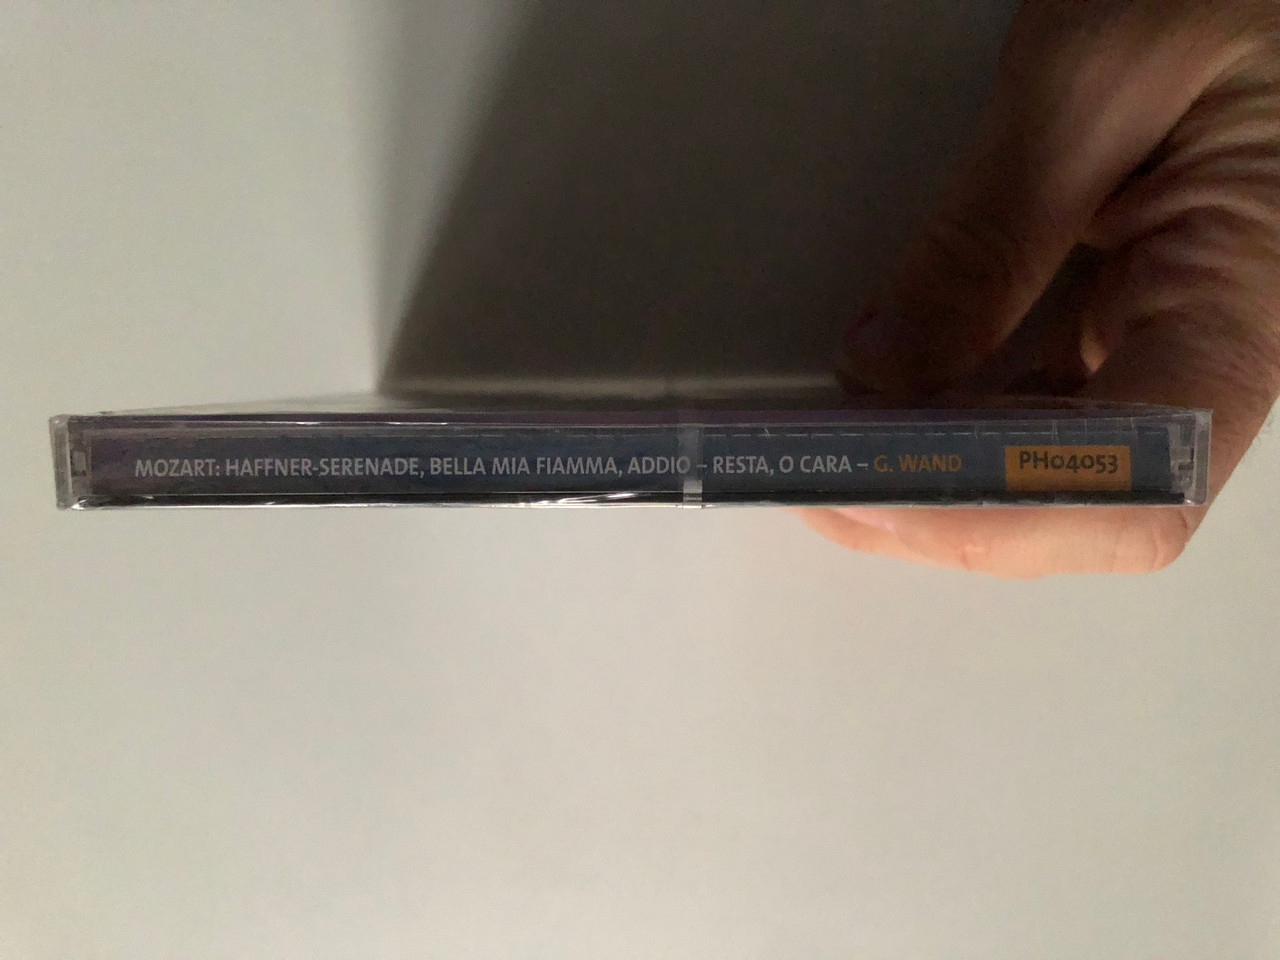 MOZART: HAFFNER-SERENADE, BELLA MIA FIAMMA, ADDIO – RESTA, O CARA – G. WAND PH04053